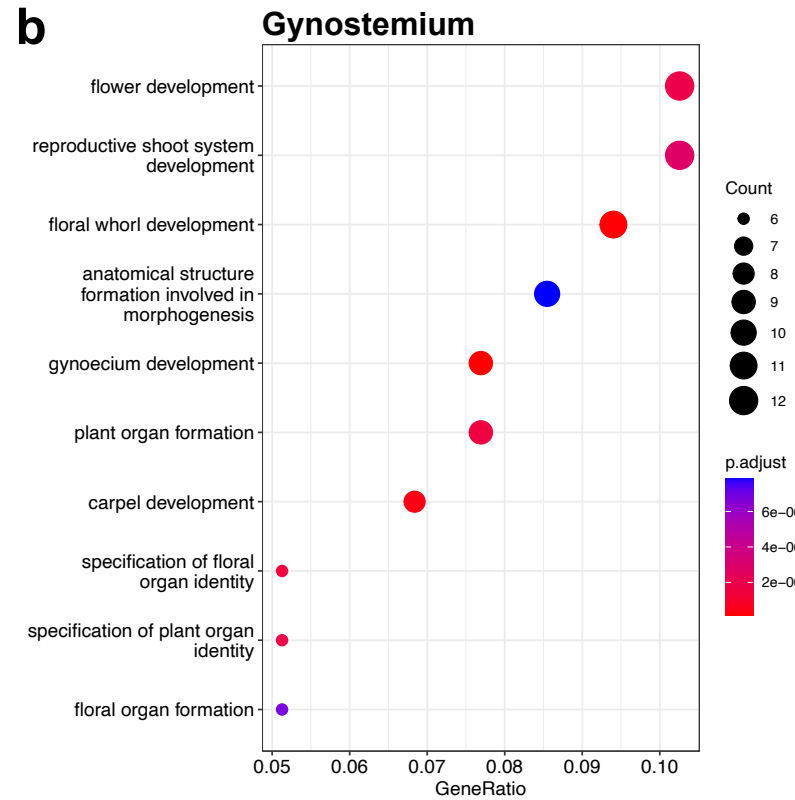 b
Gynostemium
flower development
reproductive shoot system
development
floral whorl development
anatomical structure
formation involved in
morphogenesis
gynoecium development
plant organ formation
carpel development
specification of floral
organ identity
specification of plant organ
identity
floral organ formation
0.05 0.06 0.07 0.08 0.09 0.10
GeneRatio
Count
6
7
8
9
10
11
12
p.adjust